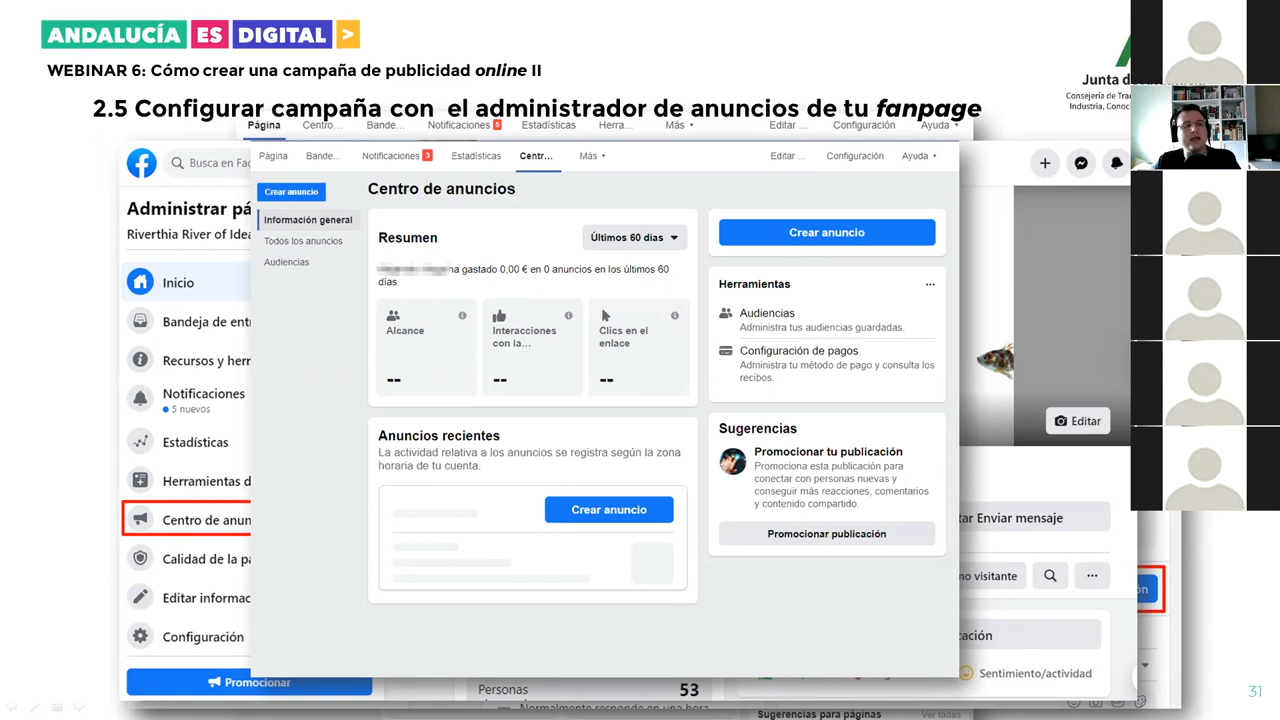 ANDALUCÍA ES DIGITAL >
WEBINAR 6: Cómo crear una campaña de publicidad online II
2.5 Configurar campaña con el administrador de anuncios de tu fanpage
Junta de
Consejería de
Industria,
Página Centro... Bande... Notificaciones 5 Estadísticas Herra... Más Editar ... Configuración Ayuda
Página Bande... Notificaciones 3 Estadísticas Centr... Más Editar ... Configuración Ayuda
Busca en Fac
Administrar pá
Riverthia River of Idea
Inicio
Bandeja de entr
Recursos y herr
Notificaciones
5 nuevos
Estadísticas
Herramientas d
Centro de anun
Calidad de la pá
Editar informac
Configuración
Promocionar
Crear anuncio
Información general
Todos los anuncios
Audiencias
Centro de anuncios
Resumen
Últimos 60 días
ha gastado 0,00 € en 0 anuncios en los últimos 60
días.
Alcance
--
Interacciones
con la...
--
Clics en el
enlace
--
Anuncios recientes
La actividad relativa a los anuncios se registra según la zona
horaria de tu cuenta.
Crear anuncio
Crear anuncio
Herramientas
...
Audiencias
Administra tus audiencias guardadas.
Configuración de pagos
Administra tu método de pago y consulta los
recibos.
Sugerencias
Promocionar tu publicación
Promociona esta publicación para
conectar con personas nuevas y
conseguir más reacciones, comentarios
y contenido compartido.
Promocionar publicación
Editar
tar Enviar mensaje
mo visitante
...
ón
cación
Sentimiento/actividad
Personas
53
Normalmente responde en una hora
Sugerencias para páginas
Ver todas
31